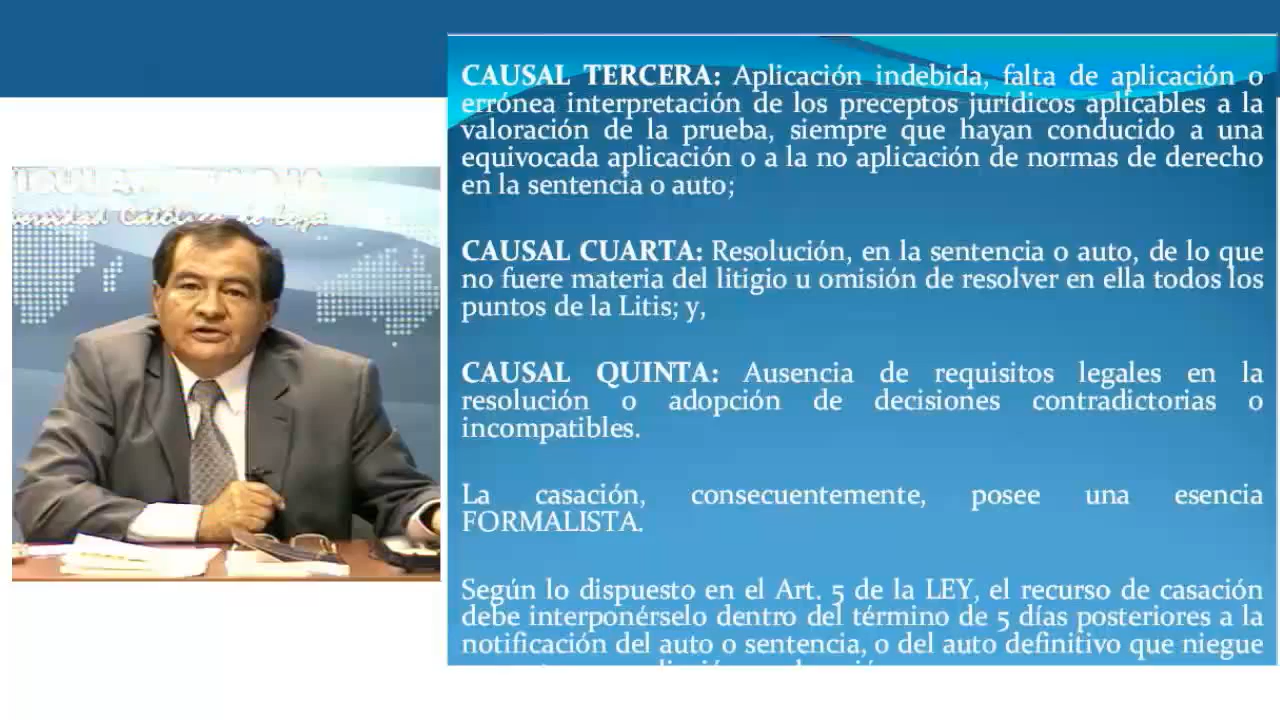 Católica de Loja
CAUSAL TERCERA: Aplicación indebida, falta de aplicación o
errónea interpretación de los preceptos jurídicos aplicables a la
valoración de la prueba, siempre que hayan conducido a una
equivocada aplicación o a la no aplicación de normas de derecho
en la sentencia o auto;
CAUSAL CUARTA: Resolución, en la sentencia o auto, de lo que
no fuere materia del litigio u omisión de resolver en ella todos los
puntos de la Litis; y,
CAUSAL QUINTA: Ausencia de requisitos legales en la
resolución o adopción de decisiones contradictorias o
incompatibles.
La casación, consecuentemente, posee una esencia
FORMALISTA.
Según lo dispuesto en el Art. 5 de la LEY, el recurso de casación
debe interponérselo dentro del término de 5 días posteriores a la
notificación del auto o sentencia, o del auto definitivo que niegue